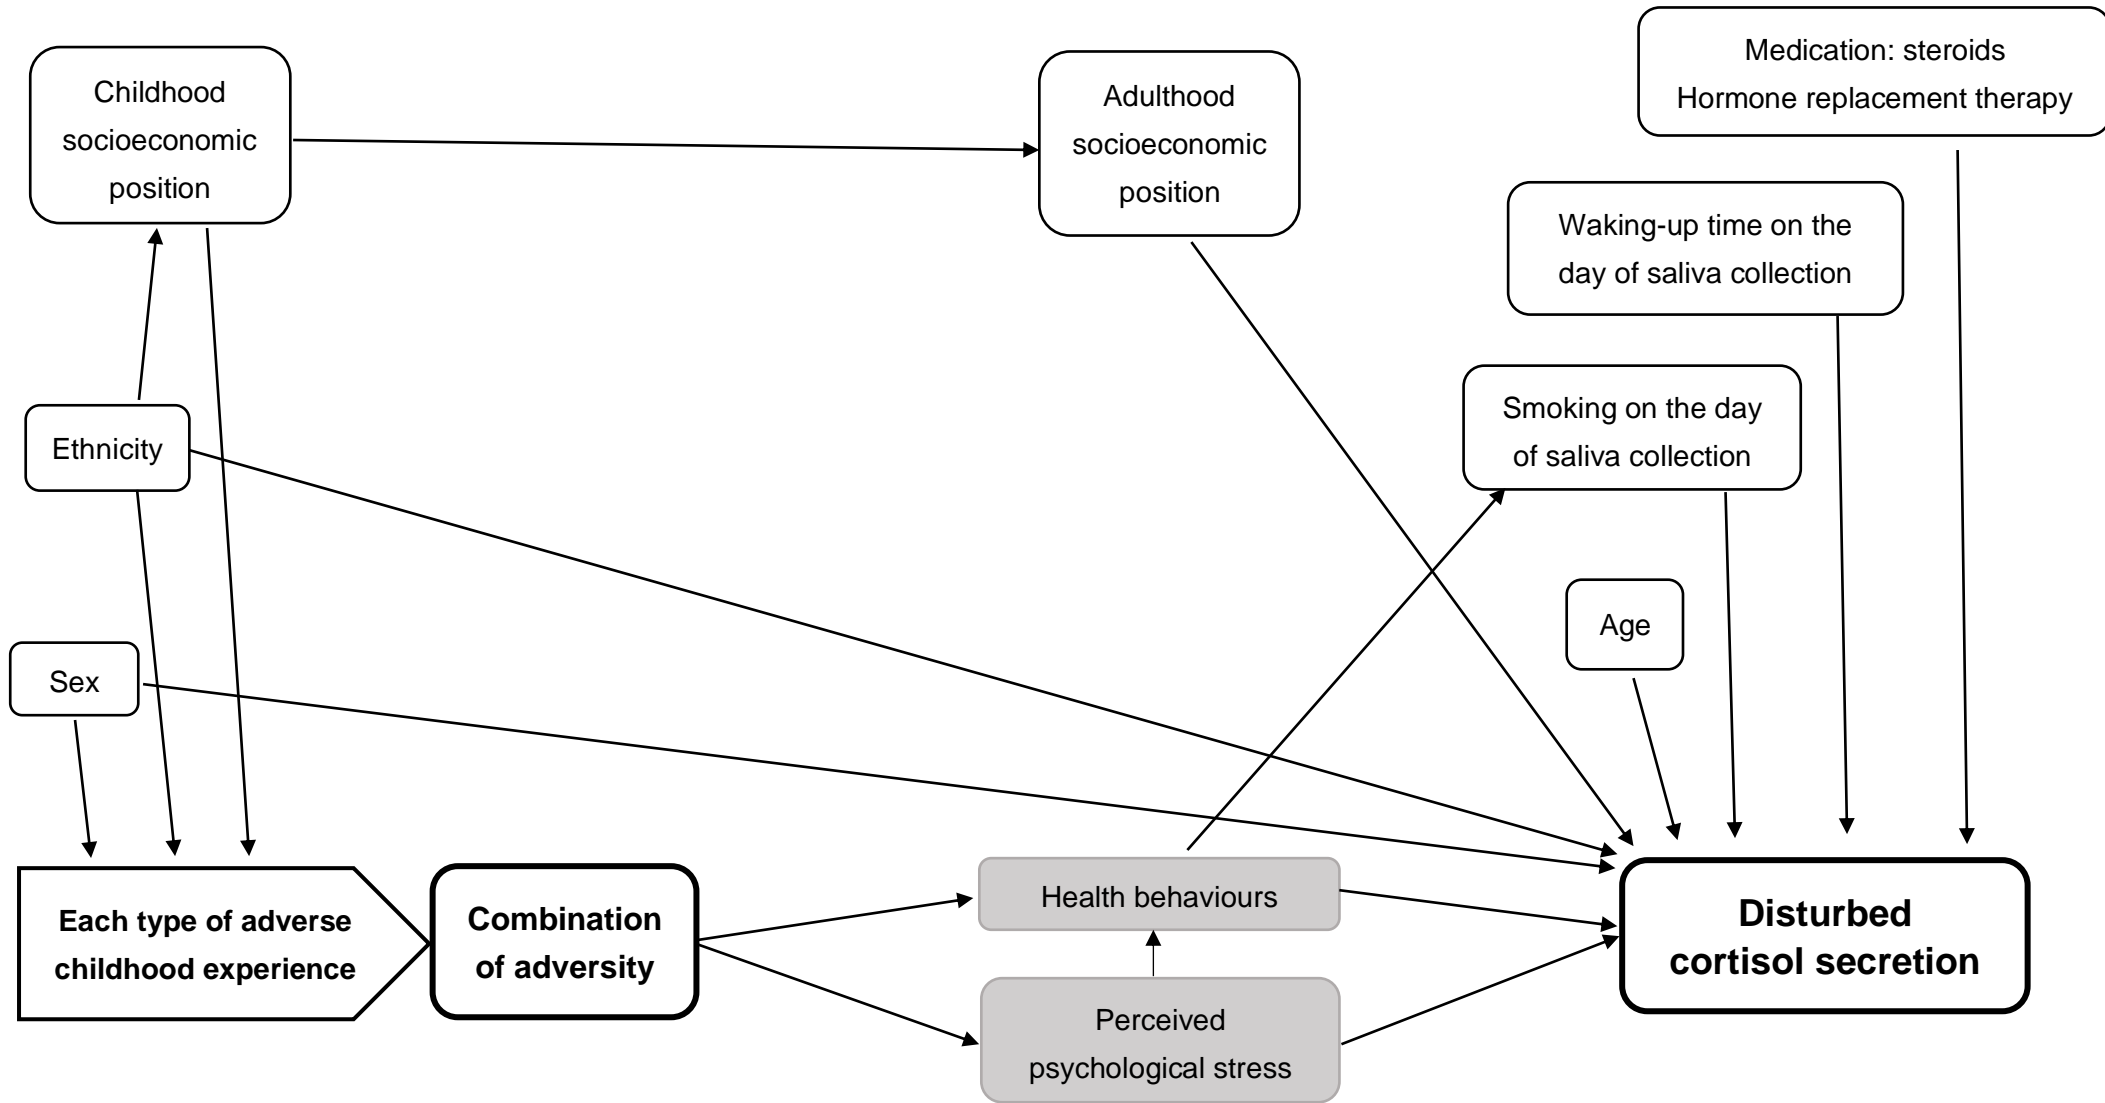 Medication: steroids
Hormone replacement therapy
Childhood
socioeconomic
position
Adulthood
socioeconomic
position
Waking-up time on the
day of saliva collection
Smoking on the day
of saliva collection
Ethnicity
Age
Sex
Each type of adverse
childhood experience
Combination
of adversity
Health behaviours
Perceived
psychological stress
Disturbed
cortisol secretion